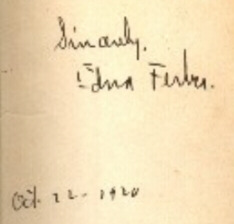 Sincerely,
Edna Ferber.
Oct. 22 - 1920